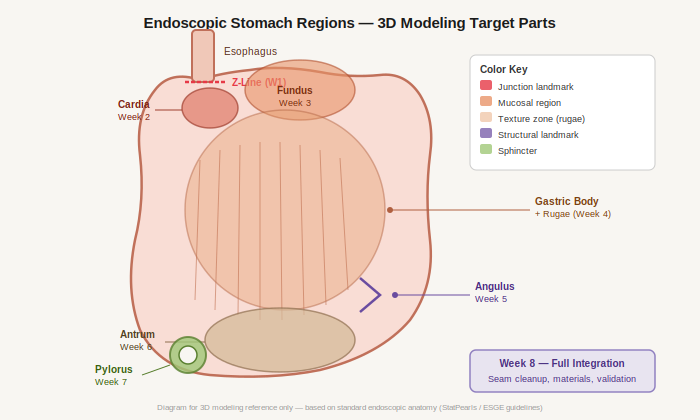 Endoscopic Stomach Regions — 3D Modeling Target Parts
Esophagus
Z-Line (W1)
Fundus
Week 3
Cardia
Week 2
Color Key
Junction landmark
Mucosal region
Texture zone (rugae)
Structural landmark
Sphincter
Gastric Body
+ Rugae (Week 4)
Angulus
Week 5
Antrum
Week 6
Pylorus
Week 7
Week 8 — Full Integration
Seam cleanup, materials, validation
Diagram for 3D modeling reference only — based on standard endoscopic anatomy (StatPearls / ESGE guidelines)